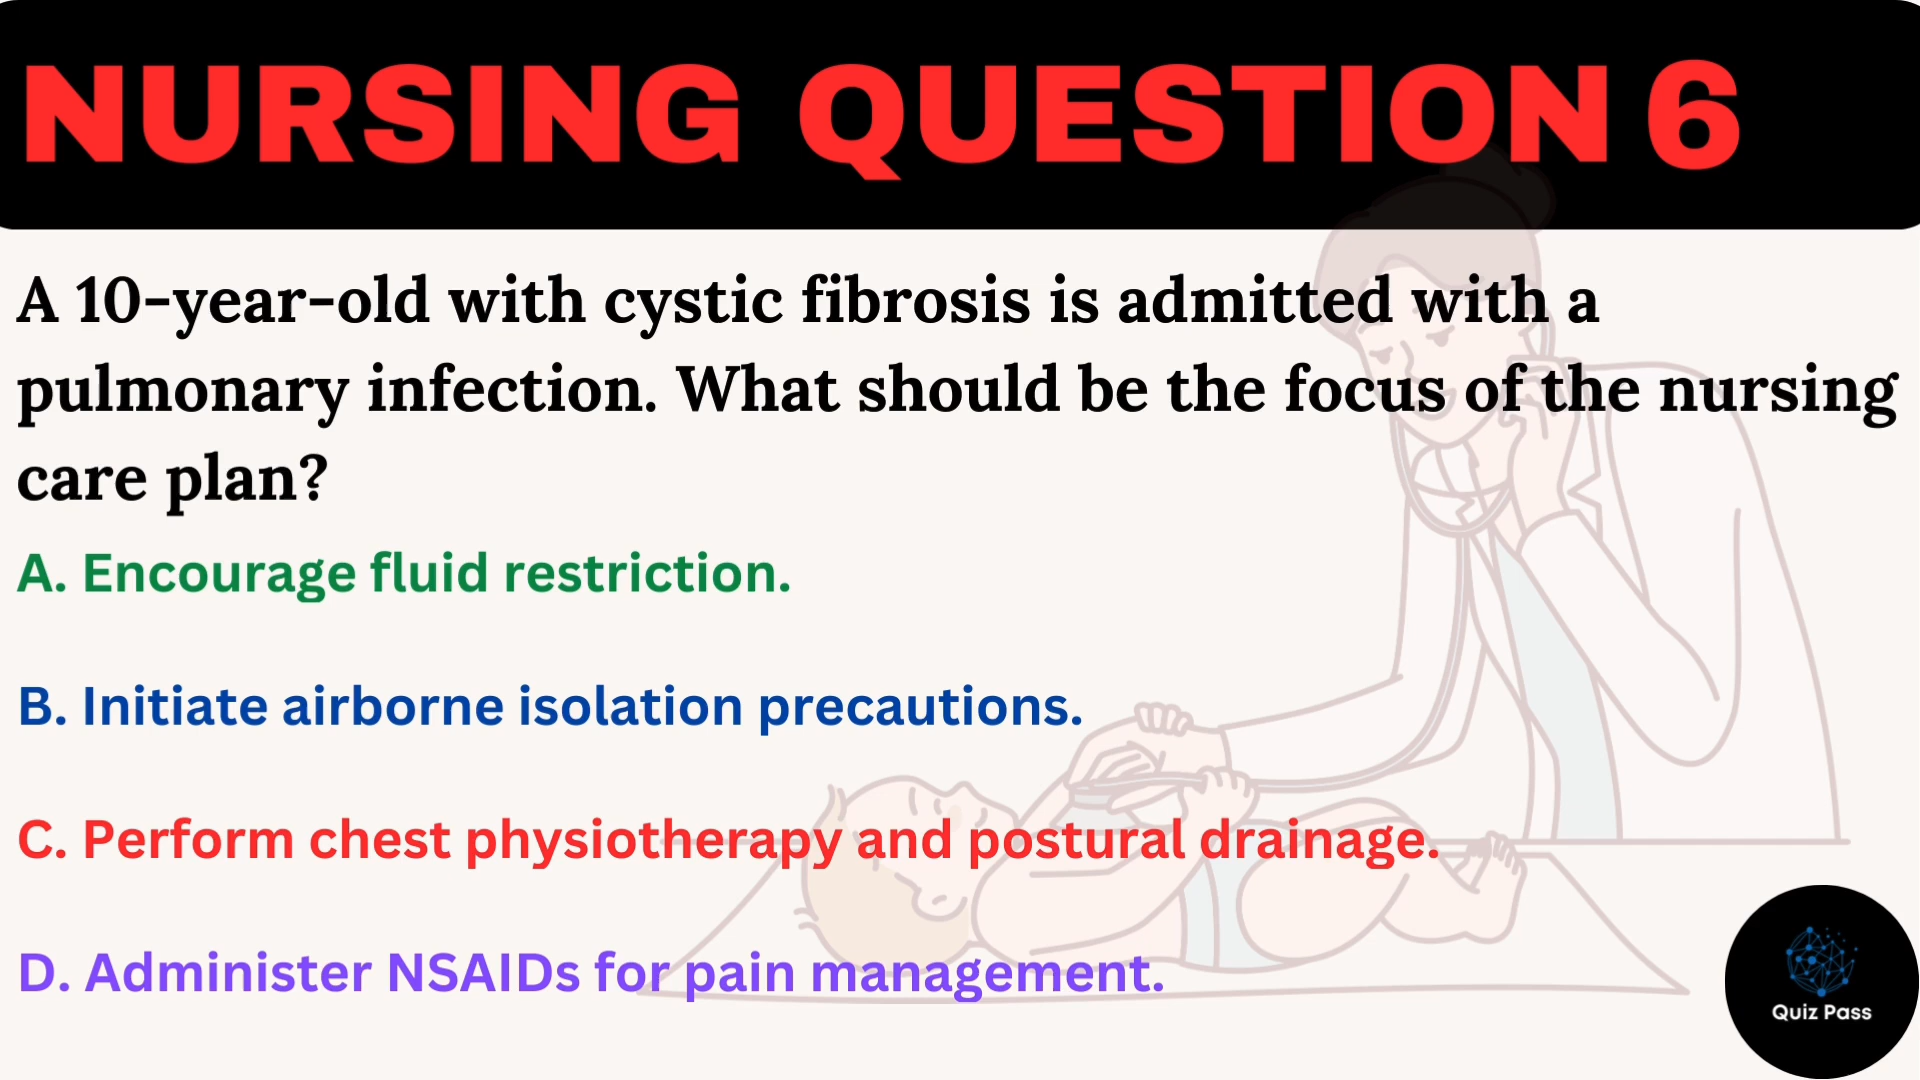 NURSING QUESTION 6
A 10-year-old with cystic fibrosis is admitted with a
pulmonary infection. What should be the focus of the nursing
care plan?
A. Encourage fluid restriction.
B. Initiate airborne isolation precautions.
C. Perform chest physiotherapy and postural drainage.
D. Administer NSAIDs for pain management.
Quiz Pass